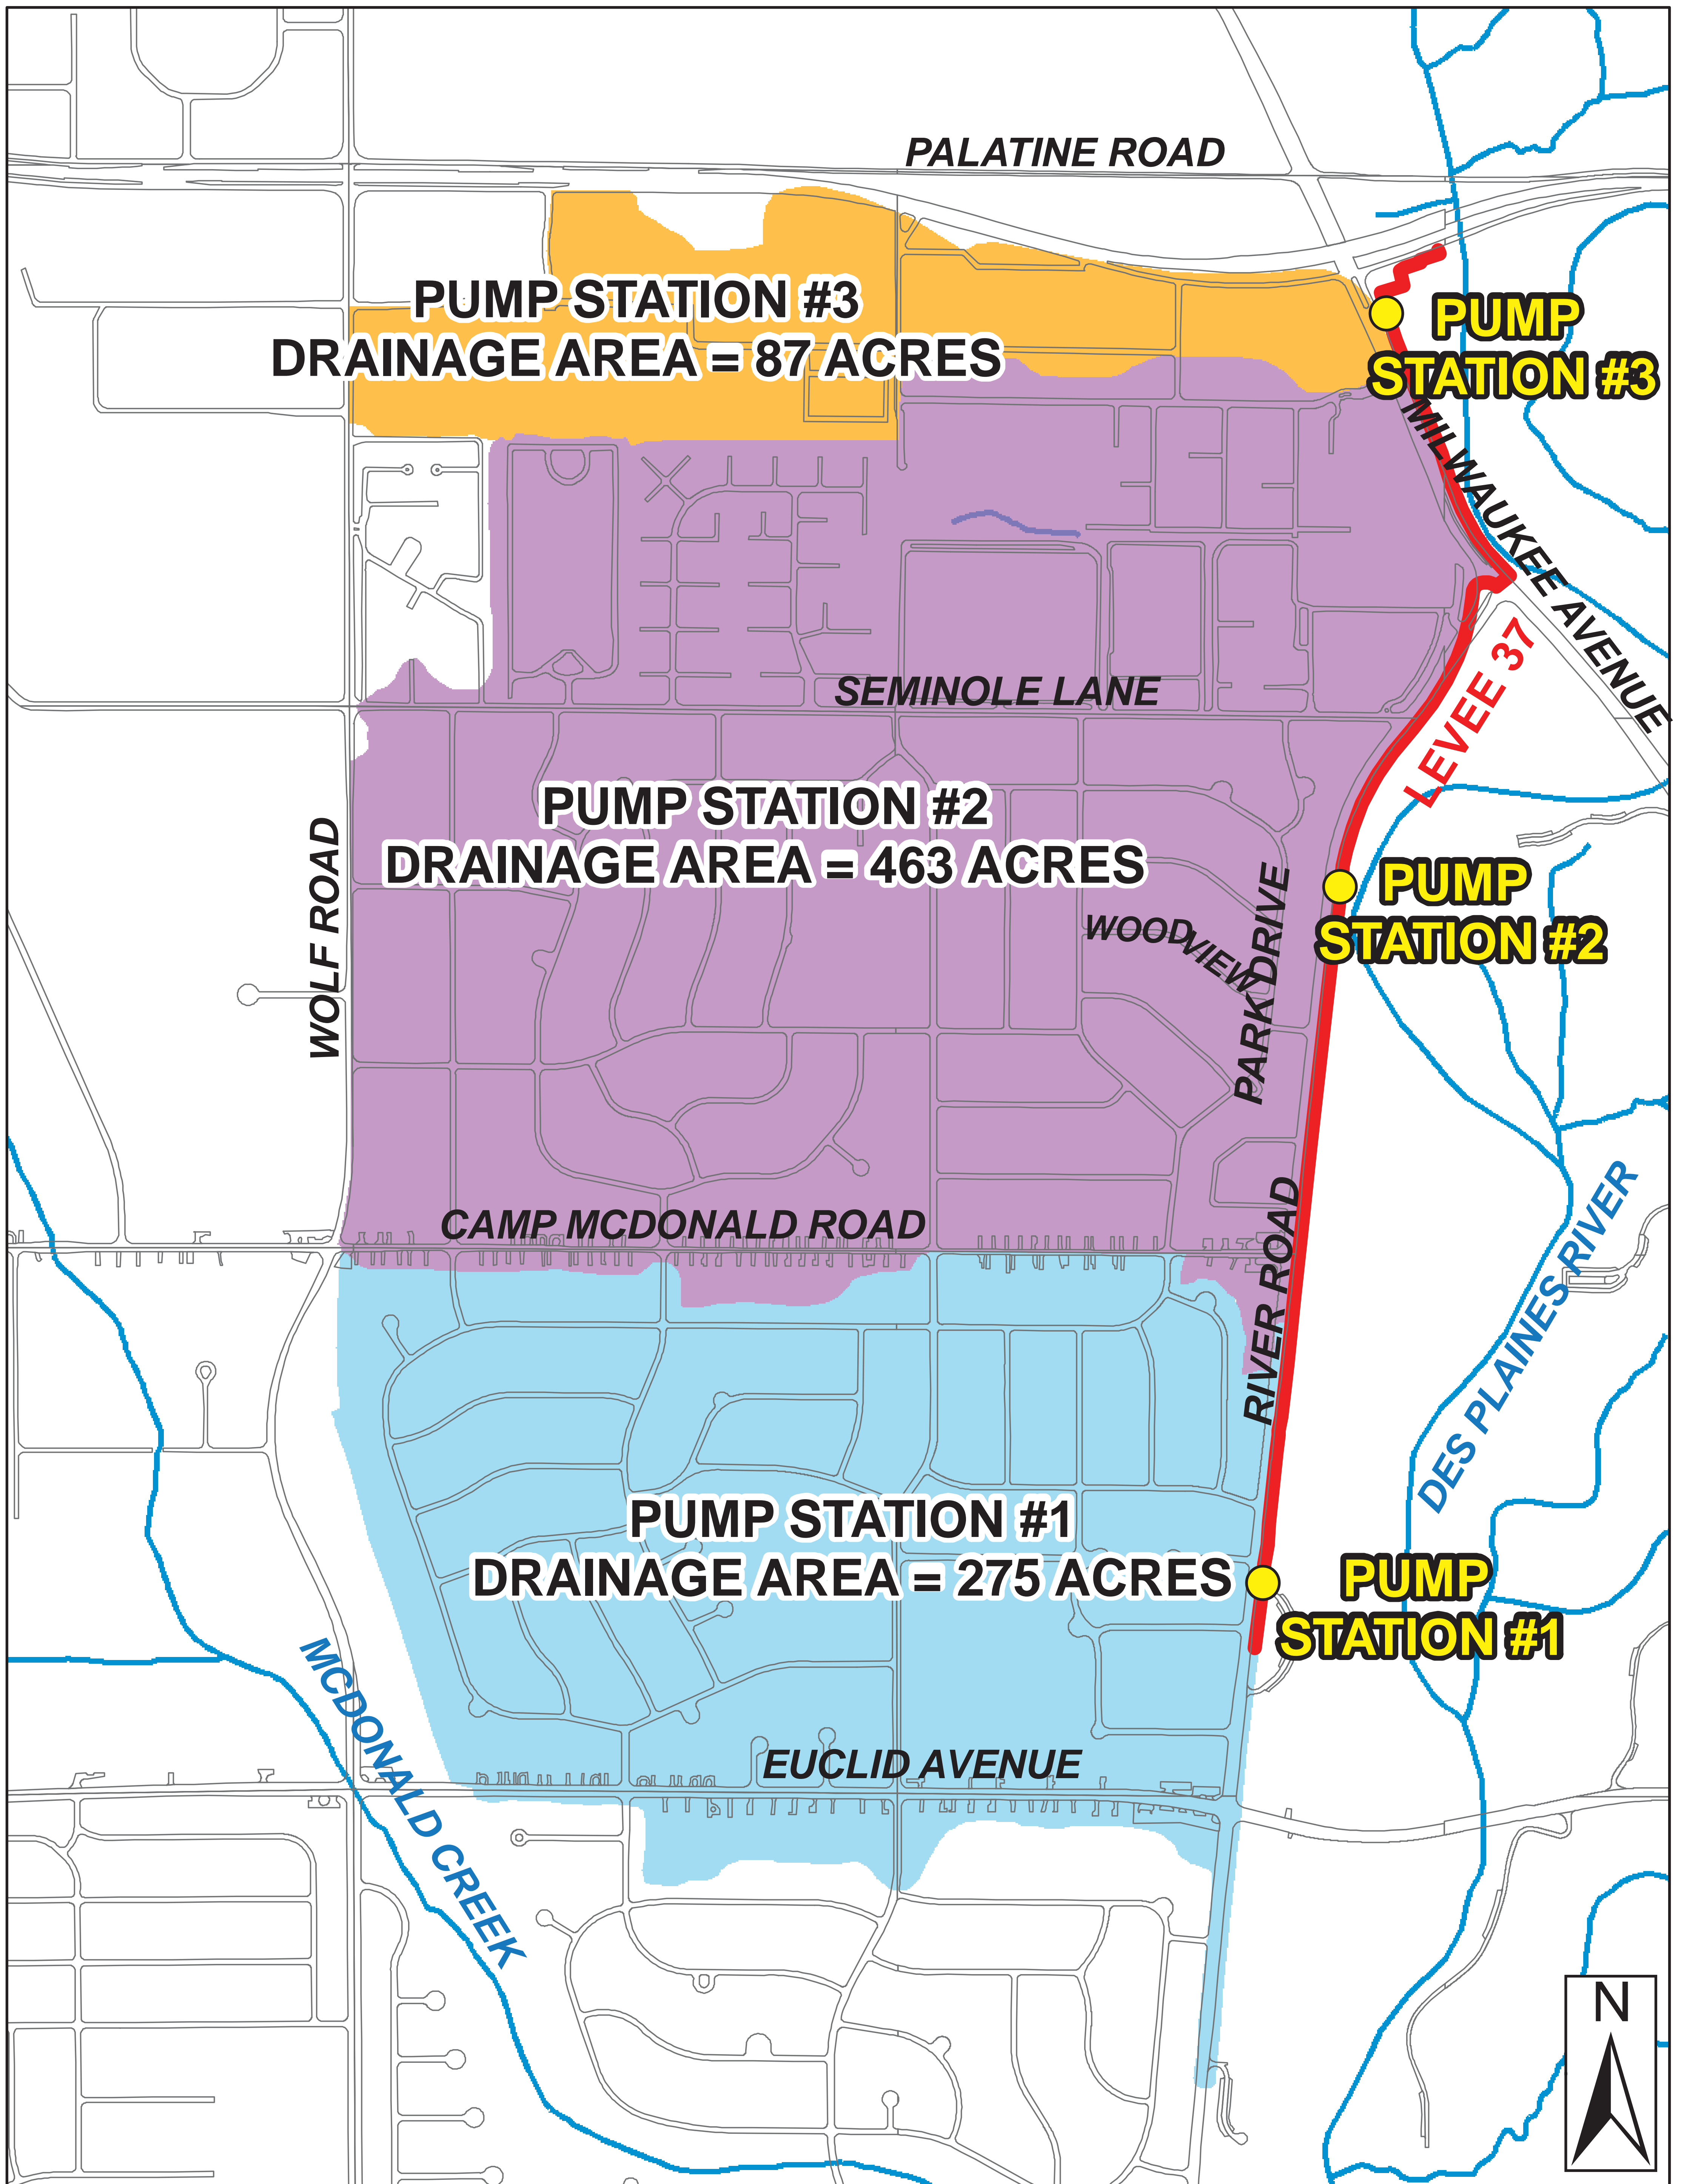 PALATINE ROAD
PUMP STATION #3
DRAINAGE AREA = 87 ACRES
PUMP
STATION #3
MILWAUKEE AVENUE
LEVEE 37
SEMINOLE LANE
PUMP STATION #2
DRAINAGE AREA = 463 ACRES
WOLF ROAD
WOODVIEW
PARK DRIVE
PUMP
STATION #2
CAMP MCDONALD ROAD
RIVER ROAD
DES PLAINES RIVER
PUMP STATION #1
DRAINAGE AREA = 275 ACRES
PUMP
STATION #1
MCDONALD CREEK
EUCLID AVENUE
N